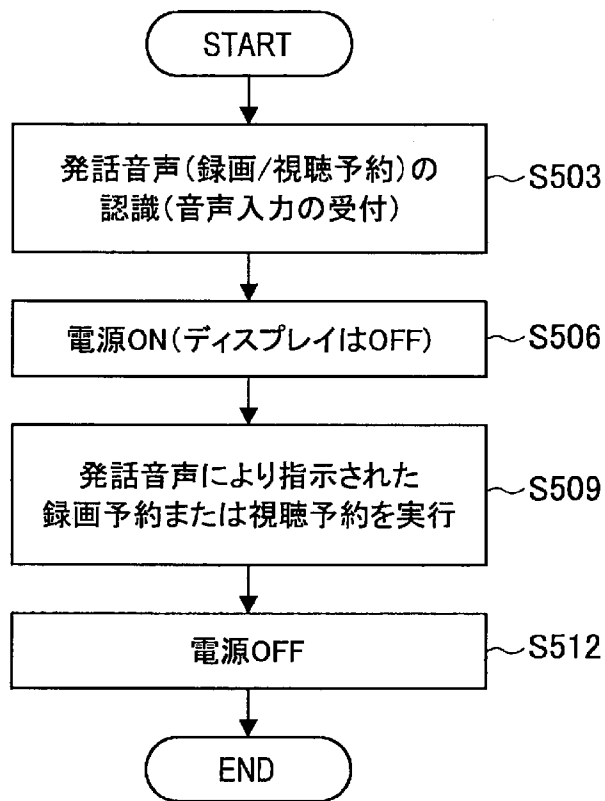 START
発話音声(録画/視聴予約)の
認識(音声入力の受付)
S503
電源ON(ディスプレイはOFF)
S506
発話音声により指示された
録画予約または視聴予約を実行
S509
電源OFF
S512
END